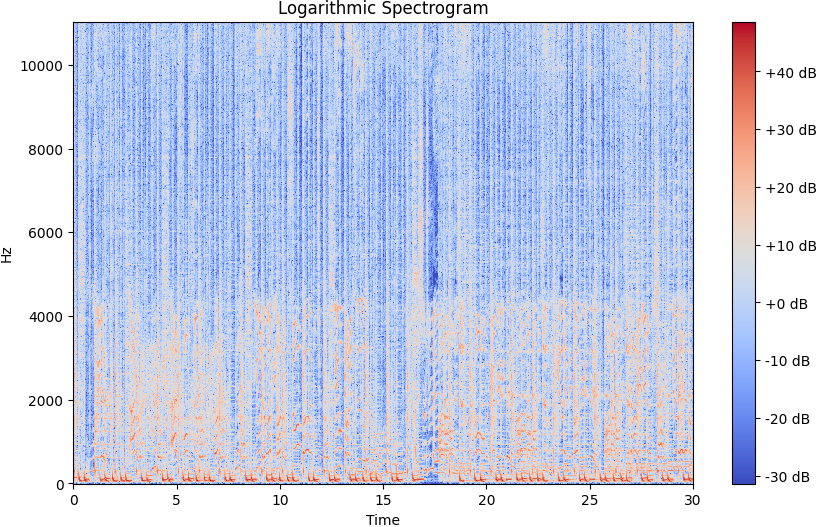 Logarithmic Spectrogram
Hz
10000
8000
6000
4000
2000
0
0 5 10 15 20 25 30
Time
+40 dB
+30 dB
+20 dB
+10 dB
+0 dB
-10 dB
-20 dB
-30 dB